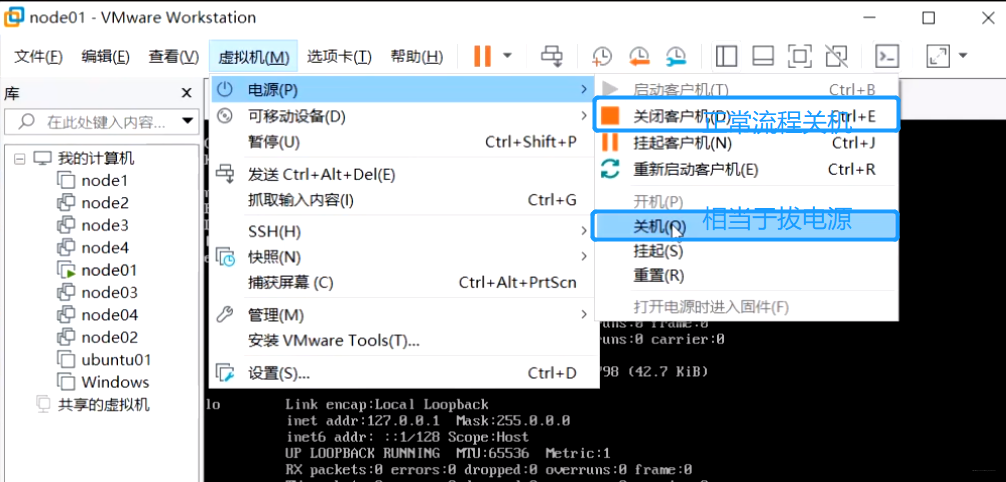 node01 - VMware Workstation
文件(F) 编辑(E) 查看(V) 虚拟机(M) 选项卡(T) 帮助(H)
库
在此处键入内容...
我的计算机
node1
node2
node3
node4
node01
node03
node04
node02
ubuntu01
Windows
共享的虚拟机
电源(P)
可移动设备(D)
暂停(U) Ctrl+Shift+P
发送 Ctrl+Alt+Del(E)
抓取输入内容(I) Ctrl+G
SSH(H)
快照(N)
捕获屏幕 (C) Ctrl+Alt+PrtScn
管理(M)
安装 VMware Tools(T)...
设置(S)... Ctrl+D
启动客户机(T) Ctrl+B
关闭客户机(D) Ctrl+E
正常流程关机
挂起客户机(N) Ctrl+J
重新启动客户机(E) Ctrl+R
开机(P)
关机(O)
相当于拔电源
挂起(S)
重置(R)
打开电源时进入固件(F)
uns:0 frame:0
uns:0 carrier:0
798 (42.7 KiB)
lo Link encap:Local Loopback
inet addr:127.0.0.1 Mask:255.0.0.0
inet6 addr: ::1/128 Scope:Host
UP LOOPBACK RUNNING MTU:65536 Metric:1
RX packets:0 errors:0 dropped:0 overruns:0 frame:0